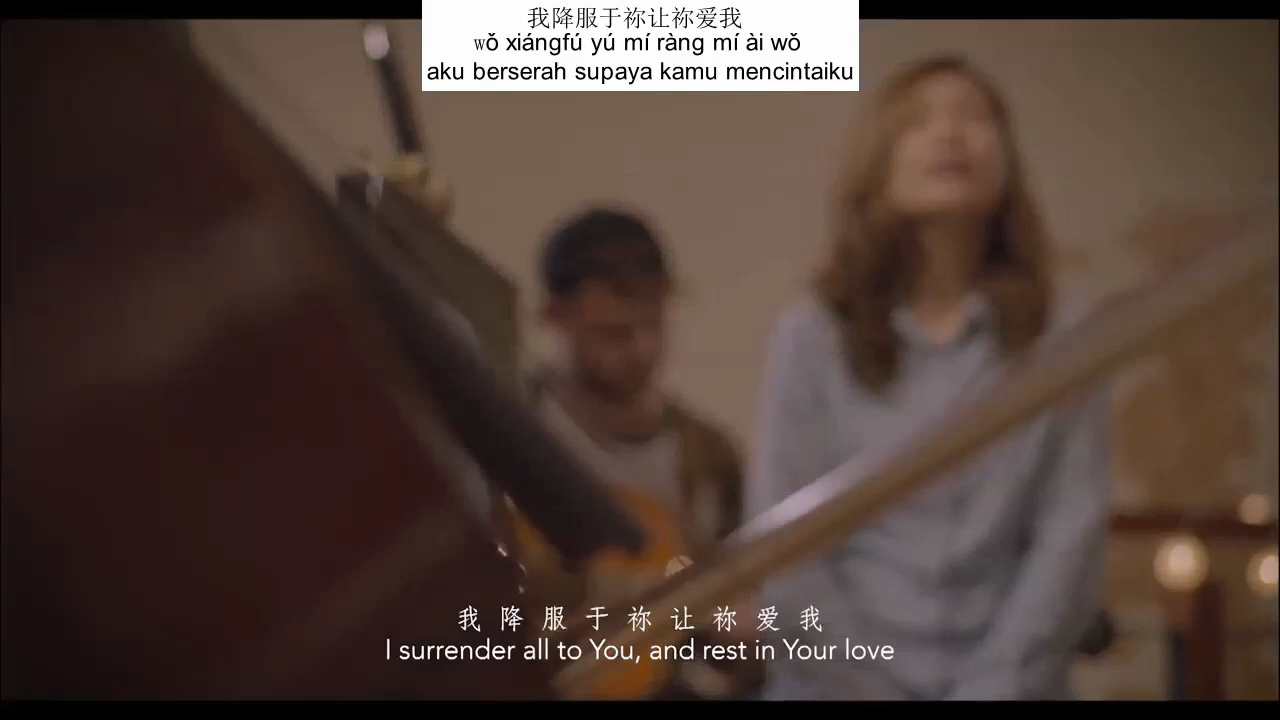 我降服于祢让祢爱我
wǒ xiángfú yú mí ràng mí ài wǒ
aku berserah supaya kamu mencintaiku
我降服于祢让祢爱我
I surrender all to You, and rest in Your love